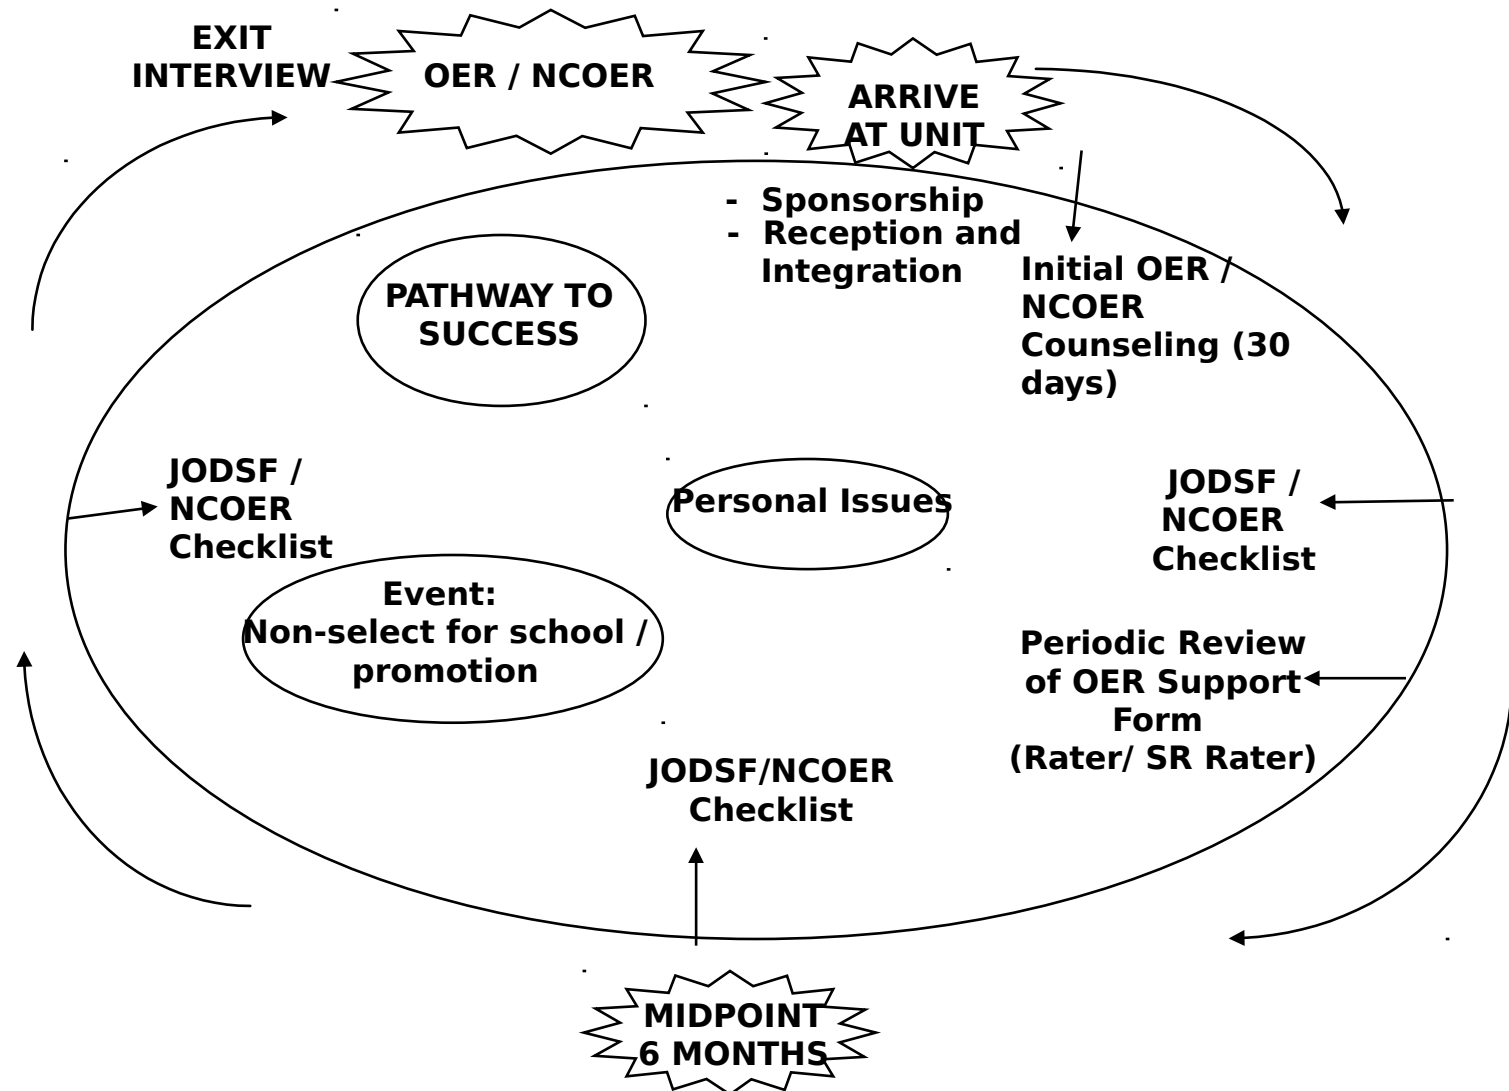 EXIT
INTERVIEW
OER / NCOER
ARRIVE
AT UNIT
- Sponsorship
- Reception and
Integration
Initial OER /
NCOER
Counseling (30
days)
PATHWAY TO
SUCCESS
JODSF /
NCOER
Checklist
Personal Issues
JODSF /
NCOER
Checklist
Event:
Non-select for school /
promotion
Periodic Review
of OER Support
Form
(Rater/ SR Rater)
JODSF/NCOER
Checklist
MIDPOINT
6 MONTHS